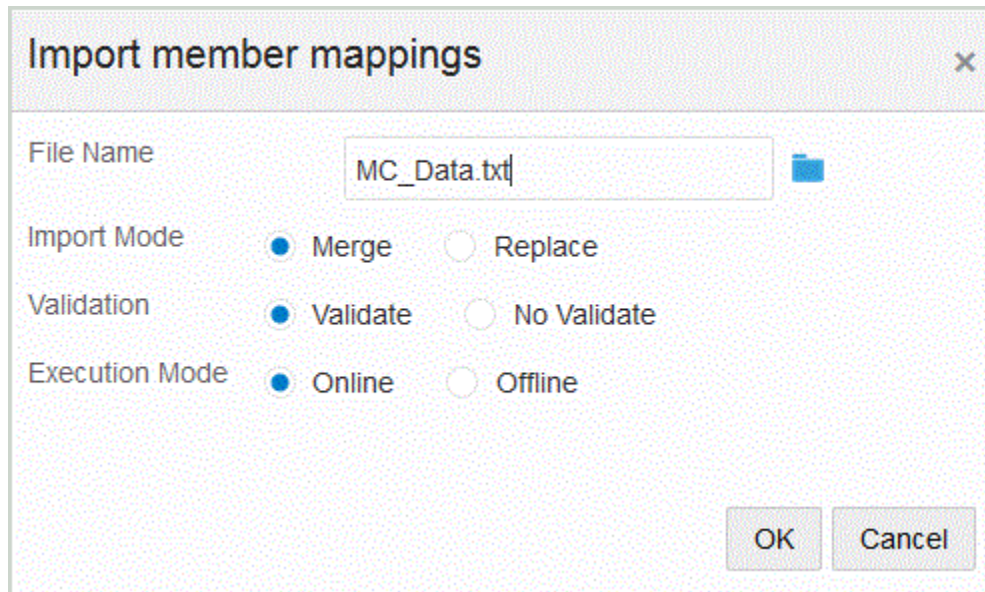 Import member mappings
File Name MC_Data.txt
Import Mode Merge Replace
Validation Validate No Validate
Execution Mode Online Offline
OK Cancel